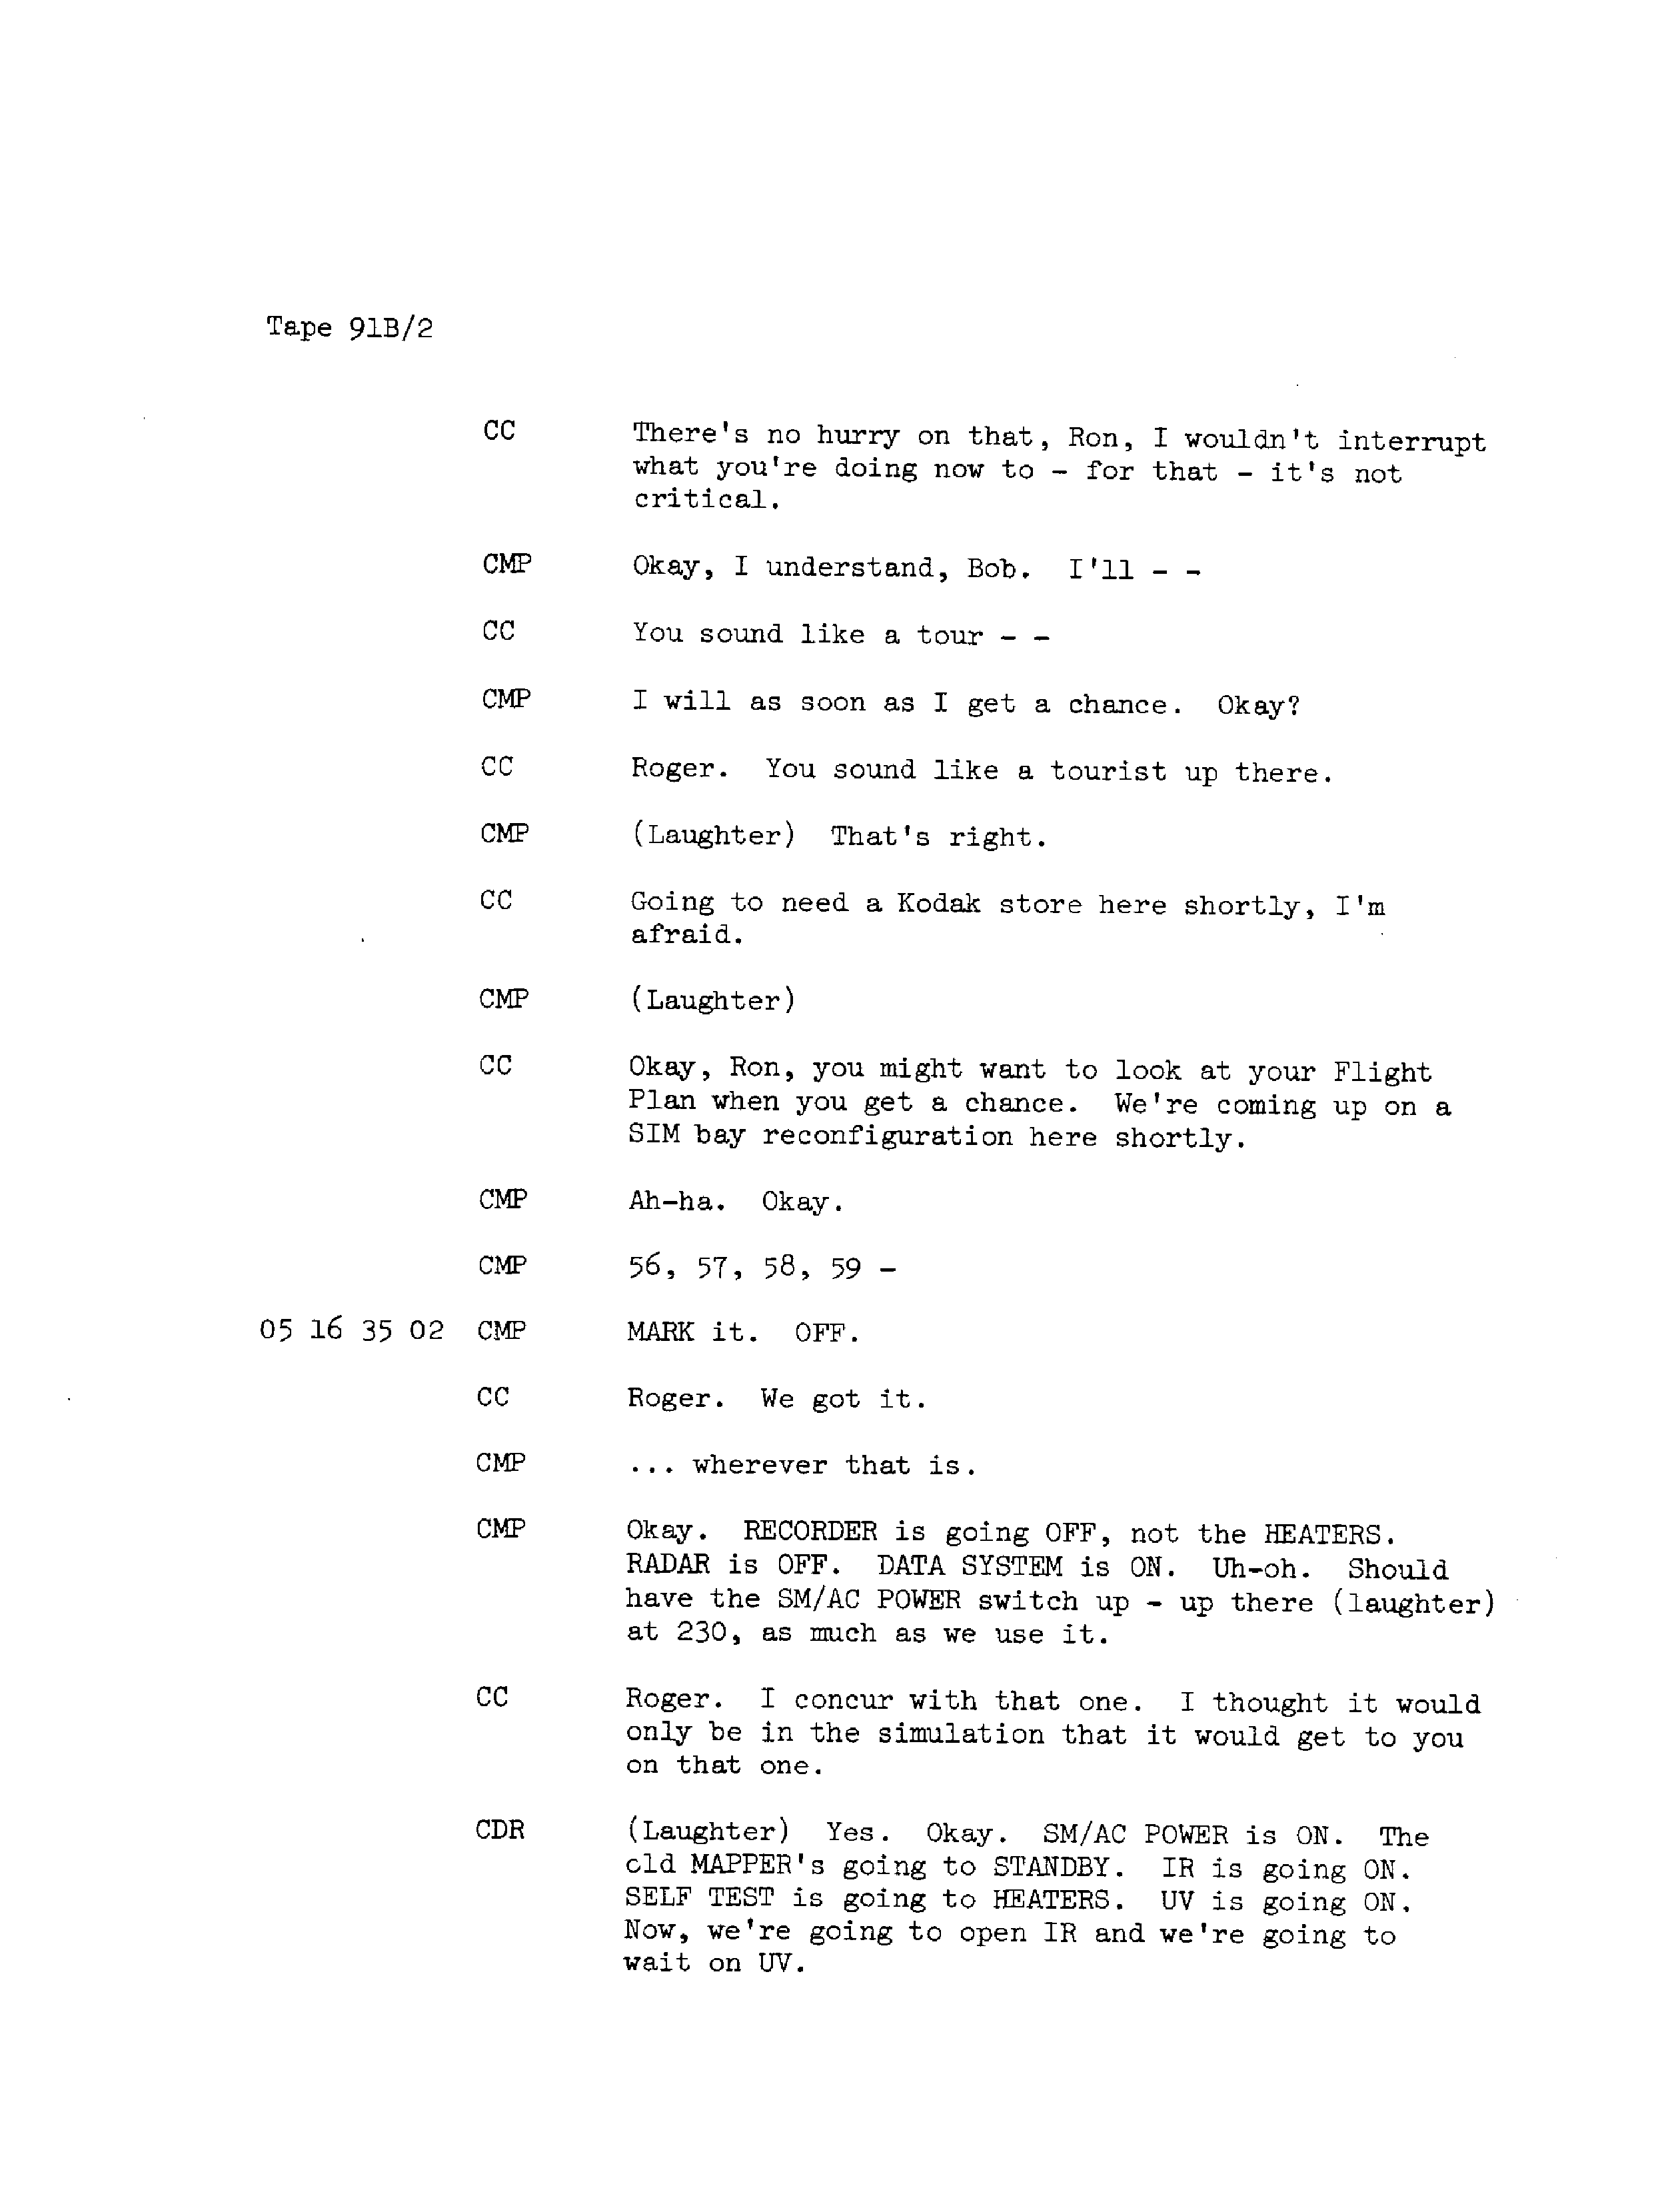 Tape 91B/2
CC There's no hurry on that, Ron, I wouldn't interrupt
what you're doing now to - for that - it's not
critical.
CMP Okay, I understand, Bob. I'll - -
CC You sound like a tour - -
CMP I will as soon as I get a chance. Okay?
CC Roger. You sound like a tourist up there.
CMP (Laughter) That's right.
CC Going to need a Kodak store here shortly, I'm
afraid.
CMP (Laughter)
CC Okay, Ron, you might want to look at your Flight
Plan when you get a chance. We're coming up on a
SIM bay reconfiguration here shortly.
CMP Ah-ha. Okay.
CMP 56, 57, 58, 59 -
05 16 35 02 CMP MARK it. OFF.
CC Roger. We got it.
CMP ... wherever that is.
CMP Okay. RECORDER is going OFF, not the HEATERS.
RADAR is OFF. DATA SYSTEM is ON. Uh-oh. Should
have the SM/AC POWER switch up - up there (laughter)
at 230, as much as we use it.
CC Roger. I concur with that one. I thought it would
only be in the simulation that it would get to you
on that one.
CDR (Laughter) Yes. Okay. SM/AC POWER is ON. The
old MAPPER's going to STANDBY. IR is going ON.
SELF TEST is going to HEATERS. UV is going ON.
Now, we're going to open IR and we're going to
wait on UV.